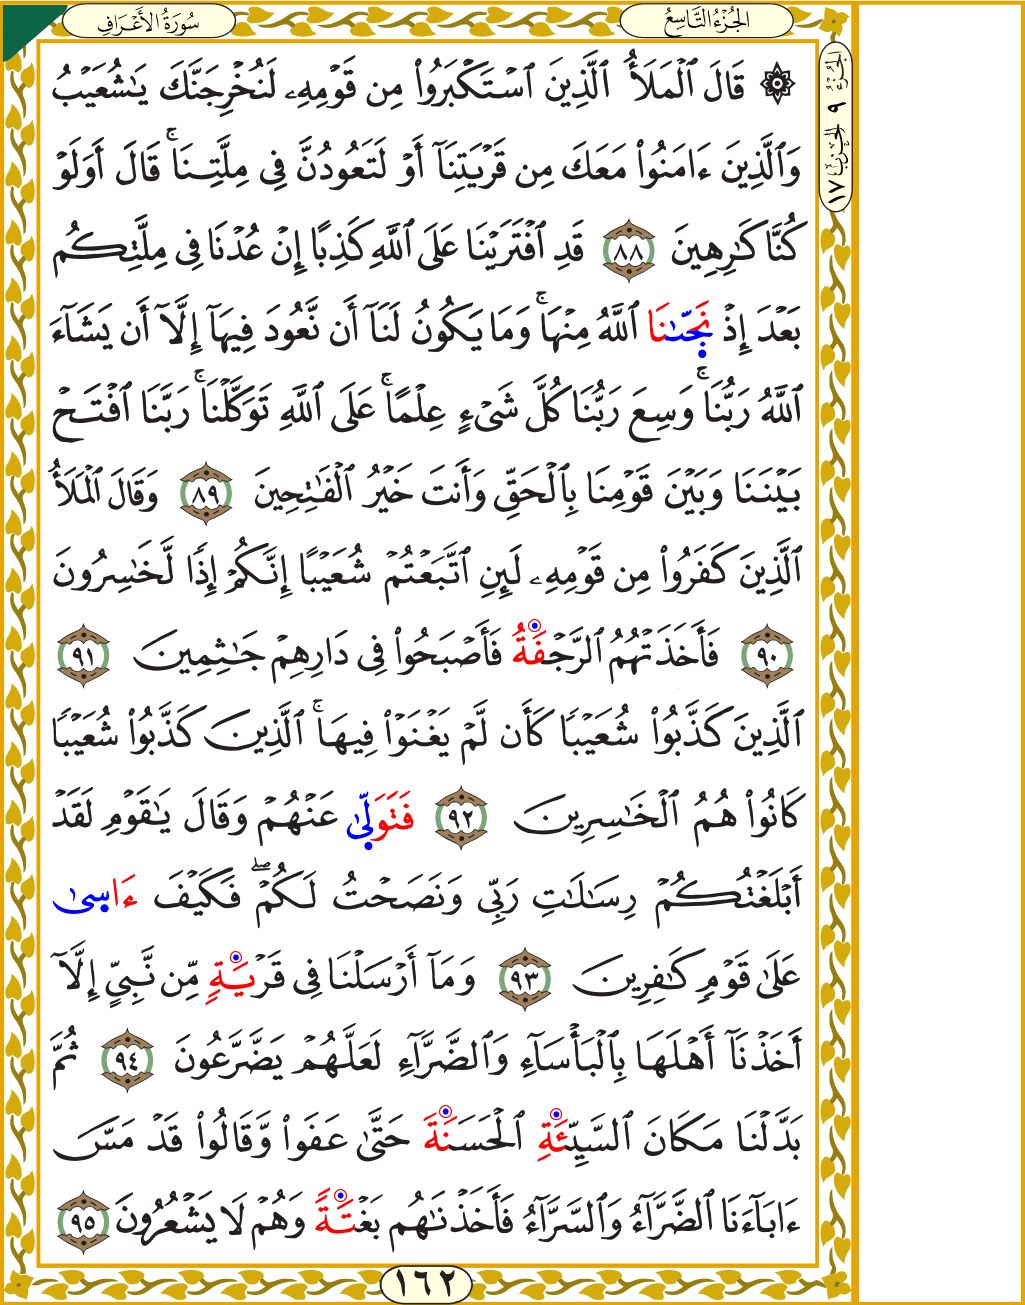 سُورَةُ الأَعْرَافِ
الجُزْءُ التَّاسِعُ
الجُزْءُ ٩ الحِزْبُ ١٧
۞ قَالَ ٱلْمَلَأُ ٱلَّذِينَ ٱسْتَكْبَرُوا۟ مِن قَوْمِهِۦ لَنُخْرِجَنَّكَ يَـٰشُعَيْبُ
وَٱلَّذِينَ ءَامَنُوا۟ مَعَكَ مِن قَرْيَتِنَآ أَوْ لَتَعُودُنَّ فِى مِلَّتِنَا ۚ قَالَ أَوَلَوْ
كُنَّا كَـٰرِهِينَ ٨٨ قَدِ ٱفْتَرَيْنَا عَلَى ٱللَّهِ كَذِبًا إِنْ عُدْنَا فِى مِلَّتِكُم
بَعْدَ إِذْ نَجَّىٰنَا ٱللَّهُ مِنْهَا ۚ وَمَا يَكُونُ لَنَآ أَن نَّعُودَ فِيهَآ إِلَّآ أَن يَشَآءَ
ٱللَّهُ رَبُّنَا ۚ وَسِعَ رَبُّنَا كُلَّ شَىْءٍ عِلْمًا ۚ عَلَى ٱللَّهِ تَوَكَّلْنَا ۚ رَبَّنَا ٱفْتَحْ
بَيْنَنَا وَبَيْنَ قَوْمِنَا بِٱلْحَقِّ وَأَنتَ خَيْرُ ٱلْفَـٰتِحِينَ ٨٩ وَقَالَ ٱلْمَلَأُ
ٱلَّذِينَ كَفَرُوا۟ مِن قَوْمِهِۦ لَئِنِ ٱتَّبَعْتُمْ شُعَيْبًا إِنَّكُمْ إِذًا لَّخَـٰسِرُونَ
٩٠ فَأَخَذَتْهُمُ ٱلرَّجْفَةُ فَأَصْبَحُوا۟ فِى دَارِهِمْ جَـٰثِمِينَ ٩١
ٱلَّذِينَ كَذَّبُوا۟ شُعَيْبًا كَأَن لَّمْ يَغْنَوْا۟ فِيهَا ۚ ٱلَّذِينَ كَذَّبُوا۟ شُعَيْبًا
كَانُوا۟ هُمُ ٱلْخَـٰسِرِينَ ٩٢ فَتَوَلَّىٰ عَنْهُمْ وَقَالَ يَـٰقَوْمِ لَقَدْ
أَبْلَغْتُكُمْ رِسَـٰلَـٰتِ رَبِّى وَنَصَحْتُ لَكُمْ ۖ فَكَيْفَ ءَاسَىٰ
عَلَىٰ قَوْمٍ كَـٰفِرِينَ ٩٣ وَمَآ أَرْسَلْنَا فِى قَرْيَةٍ مِّن نَّبِىٍّ إِلَّآ
أَخَذْنَآ أَهْلَهَا بِٱلْبَأْسَآءِ وَٱلضَّرَّآءِ لَعَلَّهُمْ يَضَّرَّعُونَ ٩٤ ثُمَّ
بَدَّلْنَا مَكَانَ ٱلسَّيِّئَةِ ٱلْحَسَنَةَ حَتَّىٰ عَفَوا۟ وَّقَالُوا۟ قَدْ مَسَّ
ءَابَآءَنَا ٱلضَّرَّآءُ وَٱلسَّرَّآءُ فَأَخَذْنَـٰهُم بَغْتَةً وَهُمْ لَا يَشْعُرُونَ ٩٥
١٦٢